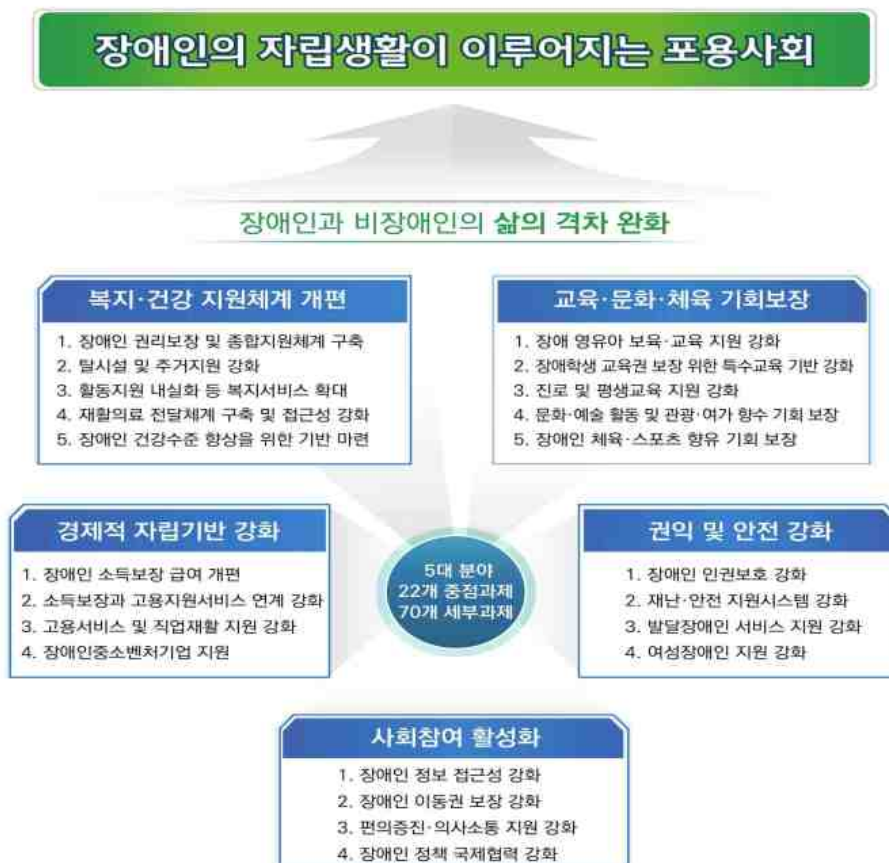 장애인의 자립생활이 이루어지는 포용사회
장애인과 비장애인의 삶의 격차 완화
복지·건강 지원체계 개편
1. 장애인 권리보장 및 종합지원체계 구축
2. 탈시설 및 주거지원 강화
3. 활동지원 내실화 등 복지서비스 확대
4. 재활의료 전달체계 구축 및 접근성 강화
5. 장애인 건강수준 향상을 위한 기반 마련
교육·문화·체육 기회보장
1. 장애 영유아 보육·교육 지원 강화
2. 장애학생 교육권 보장 위한 특수교육 기반 강화
3. 진로 및 평생교육 지원 강화
4. 문화·예술 활동 및 관광·여가 향수 기회 보장
5. 장애인 체육·스포츠 향유 기회 보장
경제적 자립기반 강화
1. 장애인 소득보장 급여 개편
2. 소득보장과 고용지원서비스 연계 강화
3. 고용서비스 및 직업재활 지원 강화
4. 장애인중소벤처기업 지원
5대 분야
22개 중점과제
70개 세부과제
권익 및 안전 강화
1. 장애인 인권보호 강화
2. 재난·안전 지원시스템 강화
3. 발달장애인 서비스 지원 강화
4. 여성장애인 지원 강화
사회참여 활성화
1. 장애인 정보 접근성 강화
2. 장애인 이동권 보장 강화
3. 편의증진·의사소통 지원 강화
4. 장애인 정책 국제협력 강화